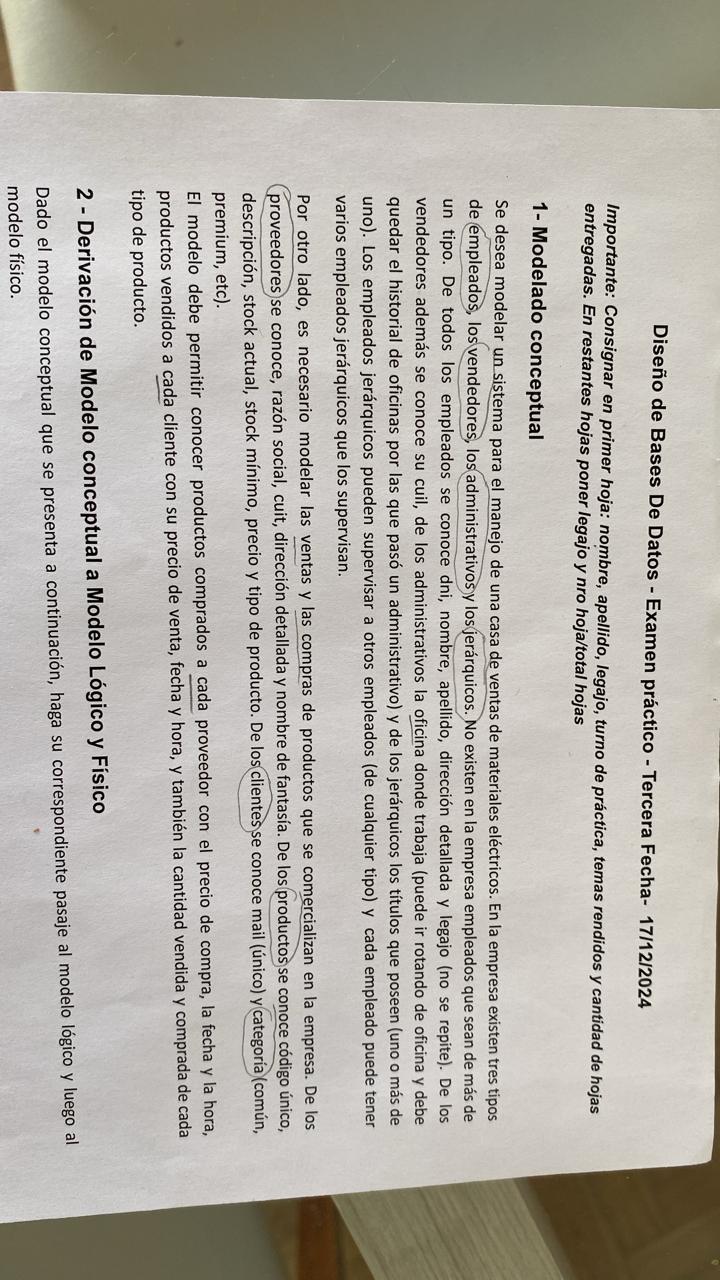 Diseño de Bases De Datos - Examen práctico - Tercera Fecha- 17/12/2024
Importante: Consignar en primer hoja: nombre, apellido, legajo, turno de práctica, temas rendidos y cantidad de hojas
entregadas. En restantes hojas poner legajo y nro hoja/total hojas
1- Modelado conceptual
Se desea modelar un sistema para el manejo de una casa de ventas de materiales eléctricos. En la empresa existen tres tipos
de empleados, los vendedores, los administrativos y los jerárquicos. No existen en la empresa empleados que sean de más de
un tipo. De todos los empleados se conoce dni, nombre, apellido, dirección detallada y legajo (no se repite). De los
vendedores además se conoce su cuil, de los administrativos la oficina donde trabaja (puede ir rotando de oficina y debe
quedar el historial de oficinas por las que pasó un administrativo) y de los jerárquicos los títulos que poseen (uno o más de
uno). Los empleados jerárquicos pueden supervisar a otros empleados (de cualquier tipo) y cada empleado puede tener
varios empleados jerárquicos que los supervisan.
Por otro lado, es necesario modelar las ventas y las compras de productos que se comercializan en la empresa. De los
proveedores se conoce, razón social, cuit, dirección detallada y nombre de fantasía. De los productos se conoce código único,
descripción, stock actual, stock mínimo, precio y tipo de producto. De los clientes se conoce mail (único) y categoría (común,
premium, etc).
El modelo debe permitir conocer productos comprados a cada proveedor con el precio de compra, la fecha y la hora,
productos vendidos a cada cliente con su precio de venta, fecha y hora, y también la cantidad vendida y comprada de cada
tipo de producto.
2 - Derivación de Modelo conceptual a Modelo Lógico y Físico
Dado el modelo conceptual que se presenta a continuación, haga su correspondiente pasaje al modelo lógico y luego al
modelo físico.